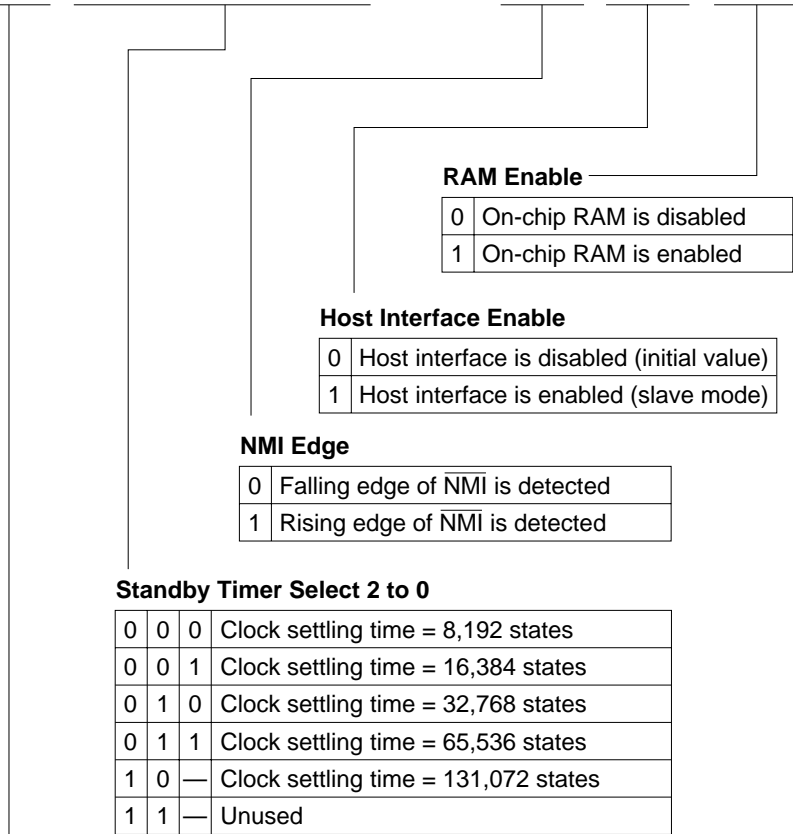 RAM Enable
0 On-chip RAM is disabled
1 On-chip RAM is enabled
Host Interface Enable
0 Host interface is disabled (initial value)
1 Host interface is enabled (slave mode)
NMI Edge
0 Falling edge of N̅M̅I̅ is detected
1 Rising edge of N̅M̅I̅ is detected
Standby Timer Select 2 to 0
0 0 0 Clock settling time = 8,192 states
0 0 1 Clock settling time = 16,384 states
0 1 0 Clock settling time = 32,768 states
0 1 1 Clock settling time = 65,536 states
1 0 — Clock settling time = 131,072 states
1 1 — Unused